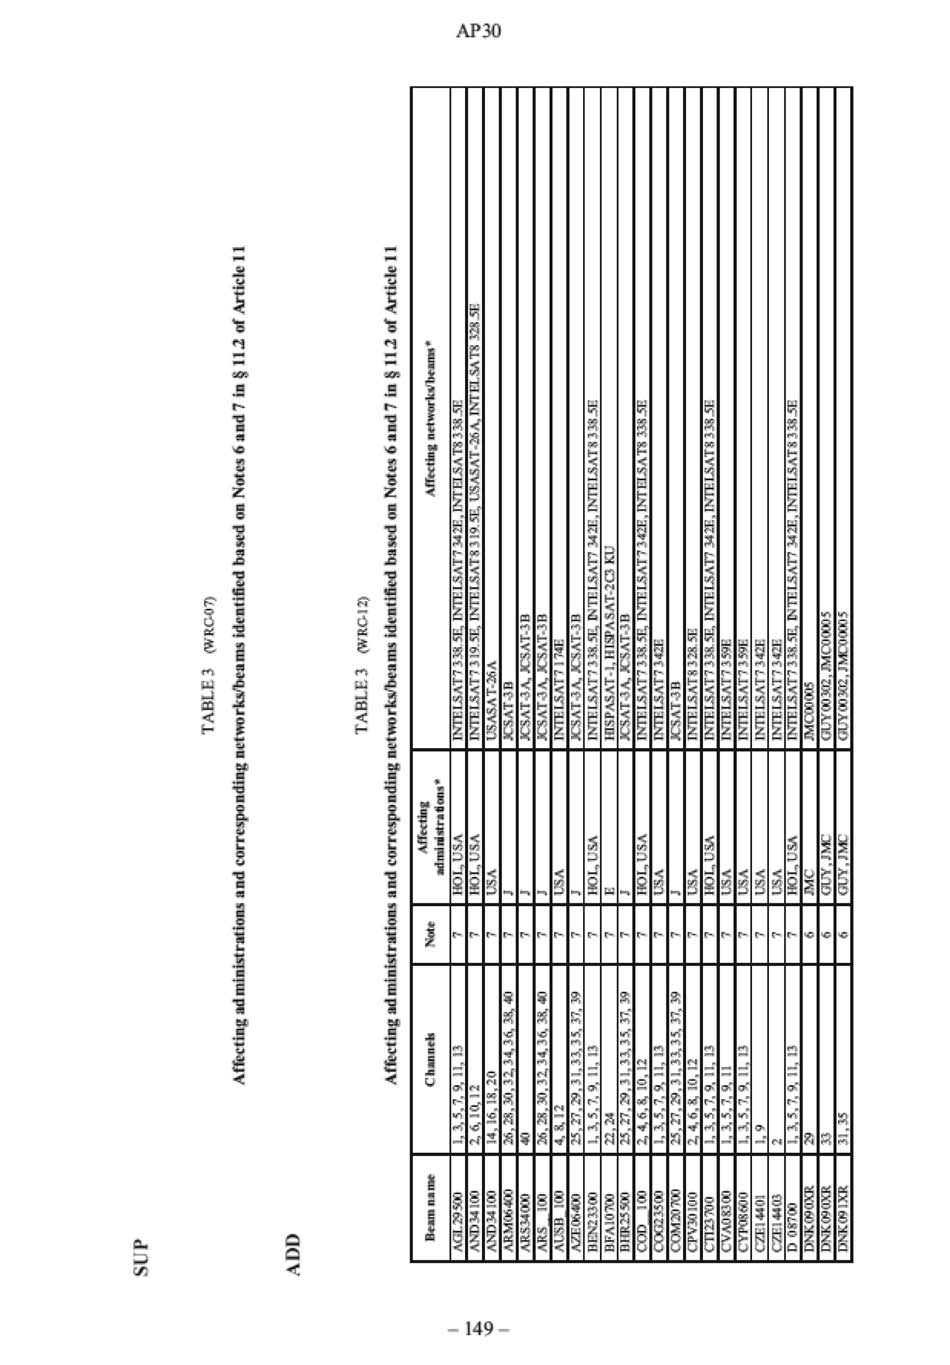 AP30
SUP
TABLE 3 (WRC-07)
Affecting administrations and corresponding networks/beams identified based on Notes 6 and 7 in § 11.2 of Article 11
ADD
TABLE 3 (WRC-12)
Affecting administrations and corresponding networks/beams identified based on Notes 6 and 7 in § 11.2 of Article 11
Beam name Channels Note Affecting administrations* Affecting networks/beams*
AGL29500 1, 3, 5, 7, 9, 11, 13 7 HOL, USA INTELSAT7 338.5E, INTELSAT7 342E, INTELSAT8 338.5E
AND34100 2, 6, 10, 12 7 HOL, USA INTELSAT7 319.5E, INTELSAT8 319.5E, USASAT-26A, INTELSAT8 328.5E
AND34100 14, 16, 18, 20 7 USA USASAT-26A
ARM06400 26, 28, 30, 32, 34, 36, 38, 40 7 J JCSAT-3B
ARS34000 40 7 J JCSAT-3A, JCSAT-3B
ARS__100 26, 28, 30, 32, 34, 36, 38, 40 7 J JCSAT-3A, JCSAT-3B
AUSB_100 4, 8, 12 7 USA INTELSAT7 174E
AZE06400 25, 27, 29, 31, 33, 35, 37, 39 7 J JCSAT-3A, JCSAT-3B
BEN23300 1, 3, 5, 7, 9, 11, 13 7 HOL, USA INTELSAT7 338.5E, INTELSAT7 342E, INTELSAT8 338.5E
BFA10700 22, 24 7 E HISPASAT-1, HISPASAT-2C3 KU
BHR25500 25, 27, 29, 31, 33, 35, 37, 39 7 J JCSAT-3A, JCSAT-3B
COD__100 2, 4, 6, 8, 10, 12 7 HOL, USA INTELSAT7 338.5E, INTELSAT7 342E, INTELSAT8 338.5E
COG23500 1, 3, 5, 7, 9, 11, 13 7 USA INTELSAT7 342E
COM20700 25, 27, 29, 31, 33, 35, 37, 39 7 J JCSAT-3B
CPV30100 2, 4, 6, 8, 10, 12 7 USA INTELSAT8 328.5E
CTI23700 1, 3, 5, 7, 9, 11, 13 7 HOL, USA INTELSAT7 338.5E, INTELSAT7 342E, INTELSAT8 338.5E
CVA08300 1, 3, 5, 7, 9, 11 7 USA INTELSAT7 359E
CYP08600 1, 3, 5, 7, 9, 11, 13 7 USA INTELSAT7 359E
CZE14401 1, 9 7 USA INTELSAT7 342E
CZE14403 2 7 USA INTELSAT7 342E
D 08700 1, 3, 5, 7, 9, 11, 13 7 HOL, USA INTELSAT7 338.5E, INTELSAT7 342E, INTELSAT8 338.5E
DNK090XR 29 6 JMC JMC00005
DNK090XR 33 6 GUY, JMC GUY00302, JMC00005
DNK091XR 31, 35 6 GUY, JMC GUY00302, JMC00005
– 149 –